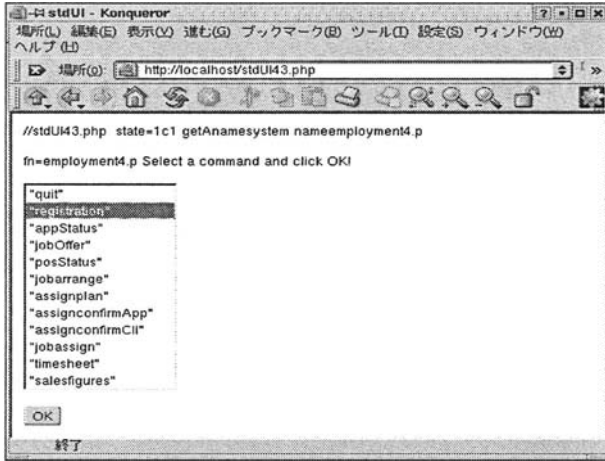 stdUI - Konqueror
場所(L) 編集(E) 表示(V) 進む(G) ブックマーク(B) ツール(T) 設定(S) ウィンドウ(W)
ヘルプ(H)
場所(o): http://localhost/stdUI43.php
//stdUI43.php state=1c1 getAnamesystem nameemployment4.p
fn=employment4.p Select a command and click OK!
"quit"
"registration"
"appStatus"
"jobOffer"
"posStatus"
"jobarrange"
"assignplan"
"assignconfirmApp"
"assignconfirmCli"
"jobassign"
"timesheet"
"salesfigures"
OK
終了